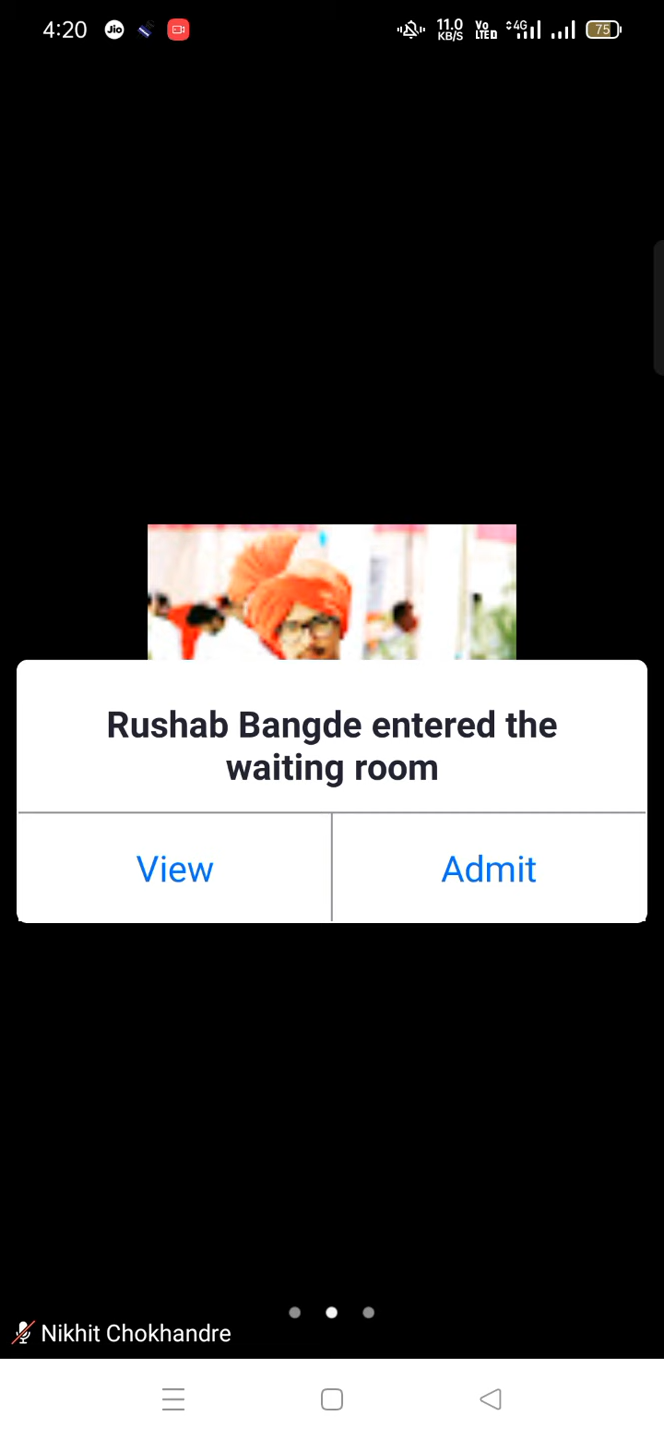 4:20 Jio 11.0 KB/S Vo LTE 4G 75
Rushab Bangde entered the
waiting room
View Admit
Nikhit Chokhandre